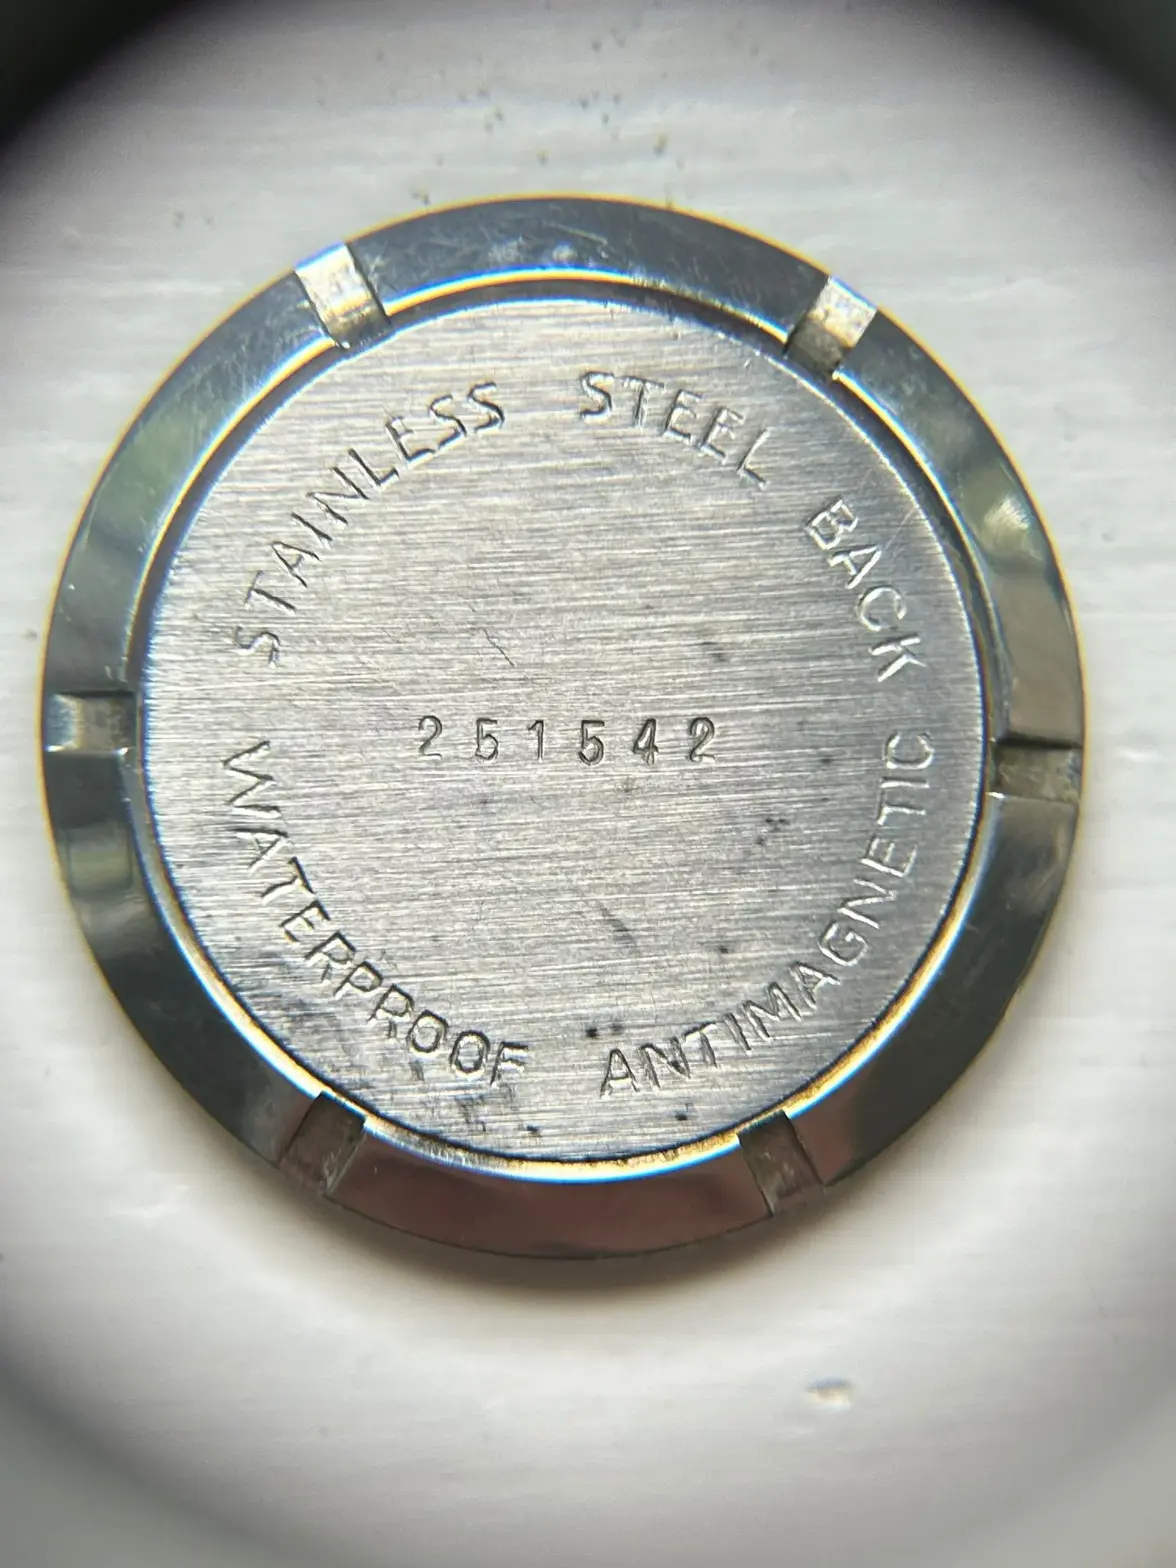 STAINLESS STEEL BACK
251542
WATERPROOF ANTIMAGNETIC